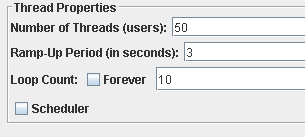 Thread Properties
Number of Threads (users): 50
Ramp-Up Period (in seconds): 3
Loop Count: Forever 10
Scheduler